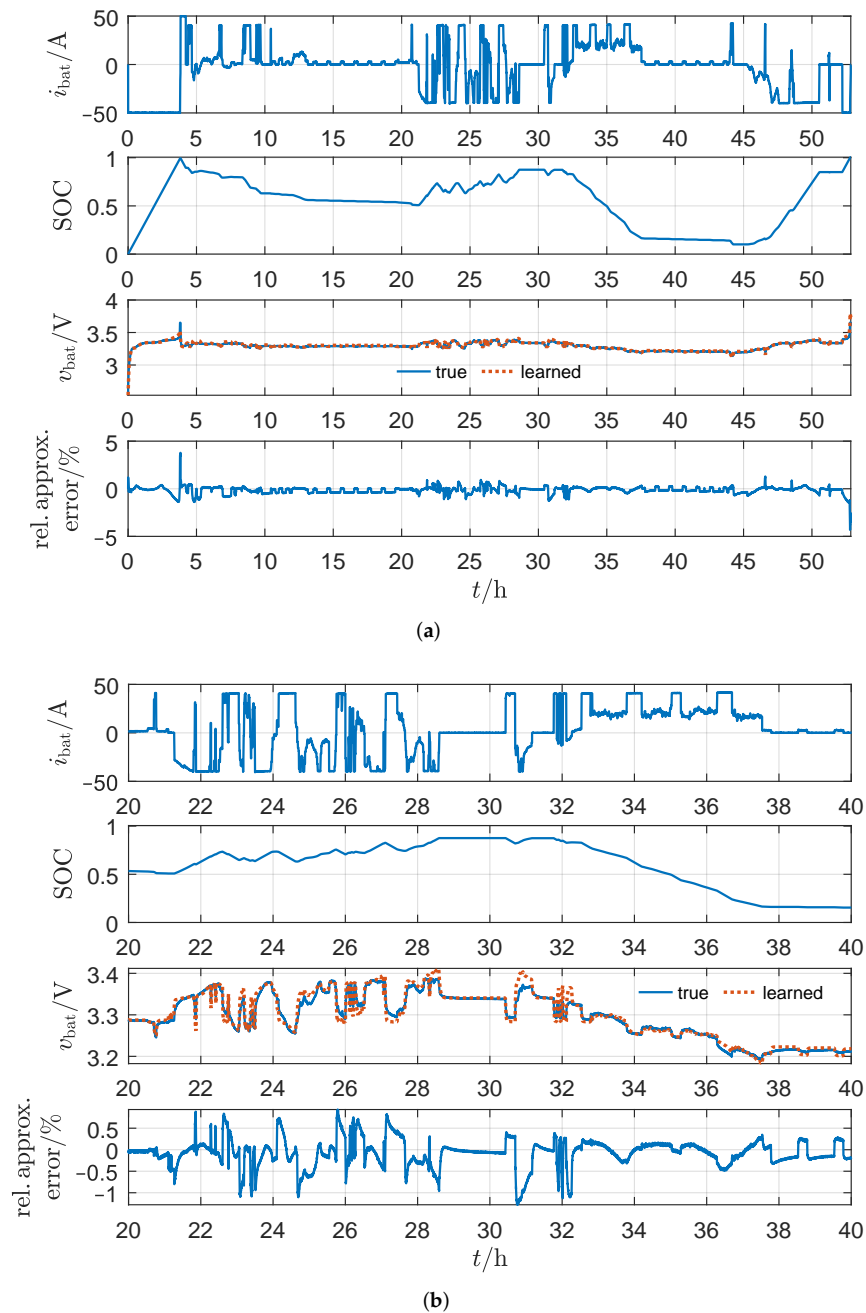 50
0
−50
i_bat/A
0 5 10 15 20 25 30 35 40 45 50
1
0.5
0
SOC
0 5 10 15 20 25 30 35 40 45 50
4
3.5
3
v_bat/V
true learned
0 5 10 15 20 25 30 35 40 45 50
5
0
−5
rel. approx.
error/%
0 5 10 15 20 25 30 35 40 45 50
t/h
(a)
50
0
−50
i_bat/A
20 22 24 26 28 30 32 34 36 38 40
1
0.5
0
SOC
20 22 24 26 28 30 32 34 36 38 40
3.4
3.3
3.2
v_bat/V
true learned
20 22 24 26 28 30 32 34 36 38 40
0.5
0
−0.5
−1
rel. approx.
error/%
20 22 24 26 28 30 32 34 36 38 40
t/h
(b)